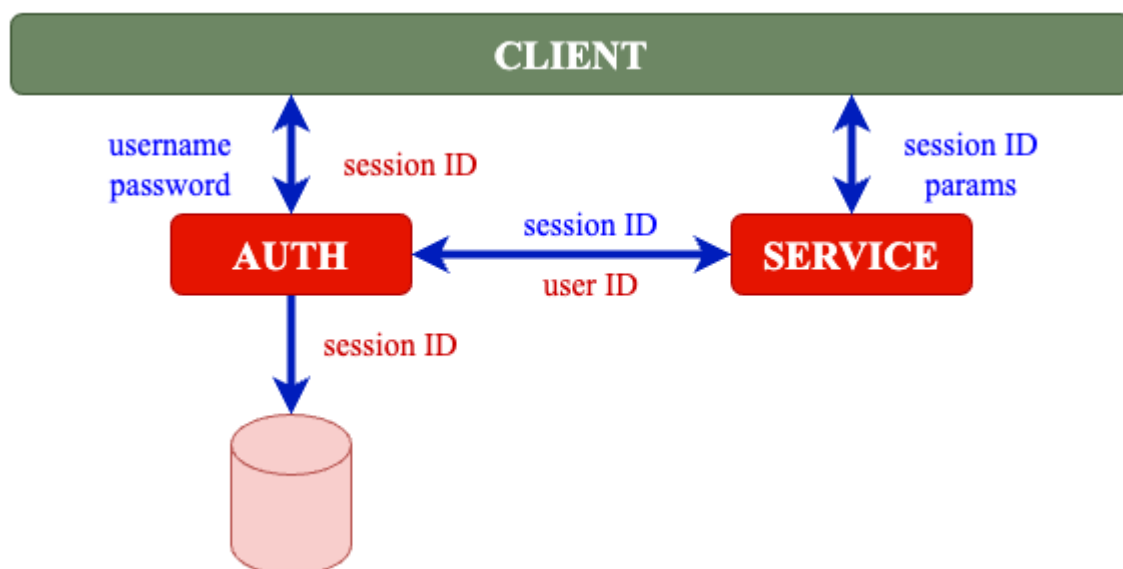 CLIENT
username
password
session ID
session ID
params
AUTH
session ID
user ID
SERVICE
session ID